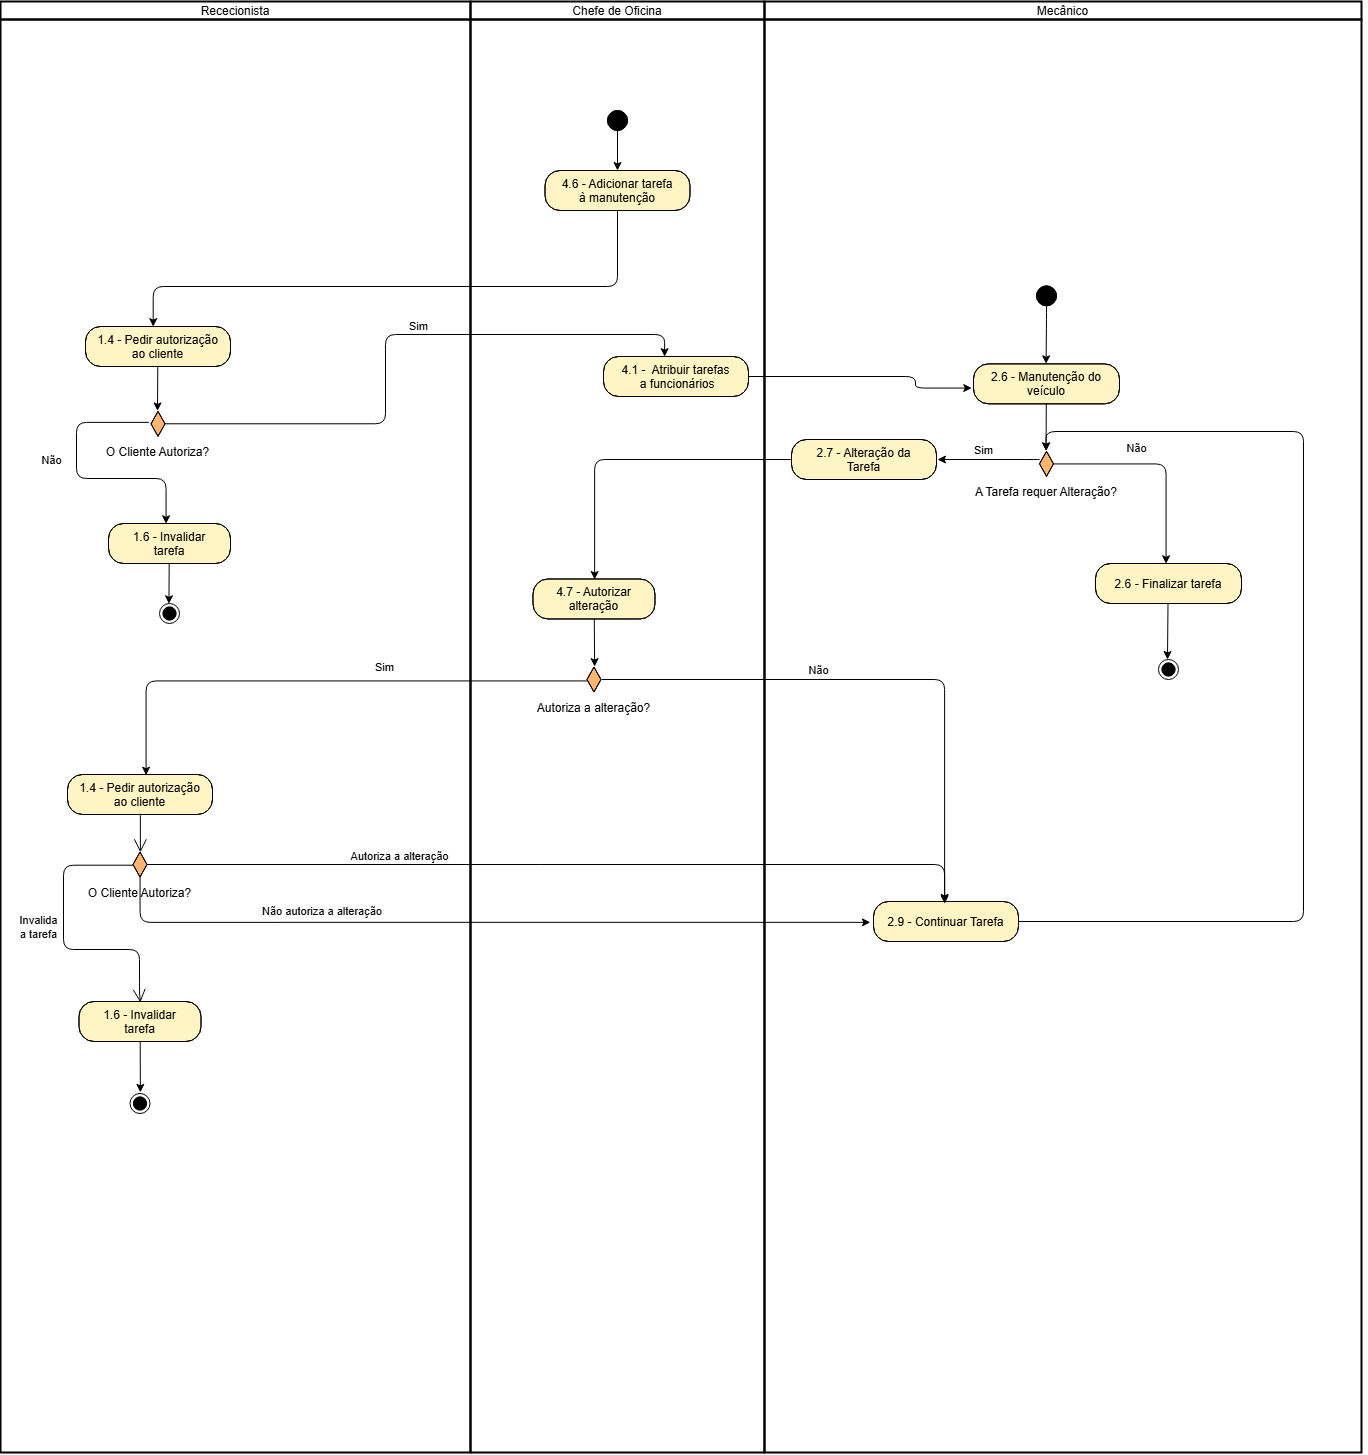 Rececionista
Chefe de Oficina
Mecânico
4.6 - Adicionar tarefa
à manutenção
1.4 - Pedir autorização
ao cliente
Sim
4.1 -  Atribuir tarefas
a funcionários
2.6 - Manutenção do
veículo
O Cliente Autoriza?
Não
2.7 - Alteração da
Tarefa
Sim
Não
A Tarefa requer Alteração?
1.6 - Invalidar
tarefa
4.7 - Autorizar
alteração
2.6 - Finalizar tarefa
Sim
Não
Autoriza a alteração?
1.4 - Pedir autorização
ao cliente
Autoriza a alteração
O Cliente Autoriza?
Não autoriza a alteração
Invalida
a tarefa
2.9 - Continuar Tarefa
1.6 - Invalidar
tarefa